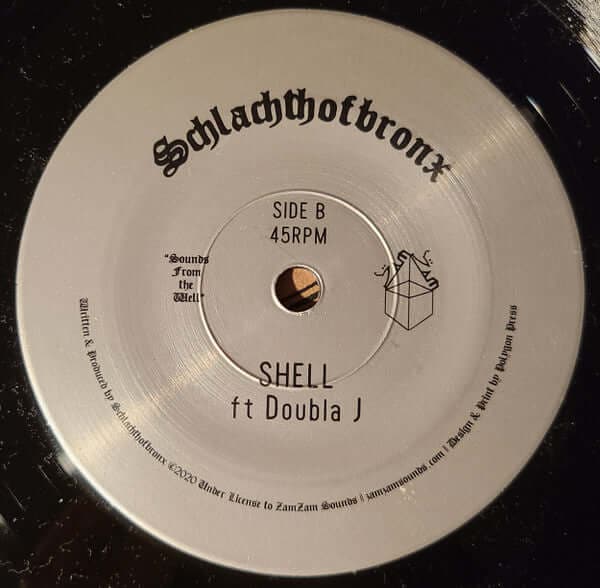 Schlachthofbronx
SIDE B
45RPM
"Sounds
From
the
Well"
SHELL
ft Doubla J
Written & Produced by Schlachthofbronx ©2020 Under License to ZamZam Sounds | zamzamsounds.com | Design & Print by Polygon Press